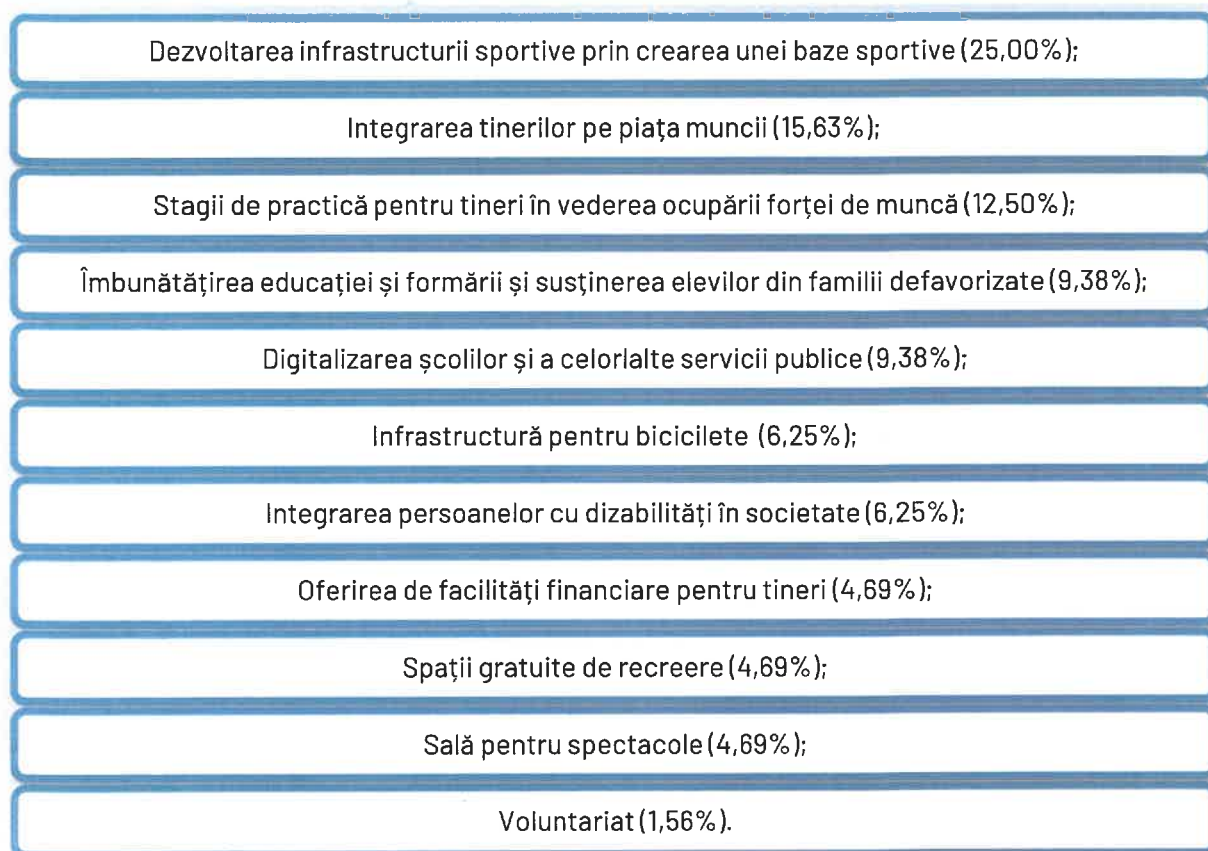 Dezvoltarea infrastructurii sportive prin crearea unei baze sportive (25,00%);
Integrarea tinerilor pe piața muncii (15,63%);
Stagii de practică pentru tineri în vederea ocupării forței de muncă (12,50%);
Îmbunătățirea educației și formării și susținerea elevilor din familii defavorizate (9,38%);
Digitalizarea școlilor și a celorlalte servicii publice (9,38%);
Infrastructură pentru bicicilete (6,25%);
Integrarea persoanelor cu dizabilități în societate (6,25%);
Oferirea de facilități financiare pentru tineri (4,69%);
Spații gratuite de recreere (4,69%);
Sală pentru spectacole (4,69%);
Voluntariat (1,56%).